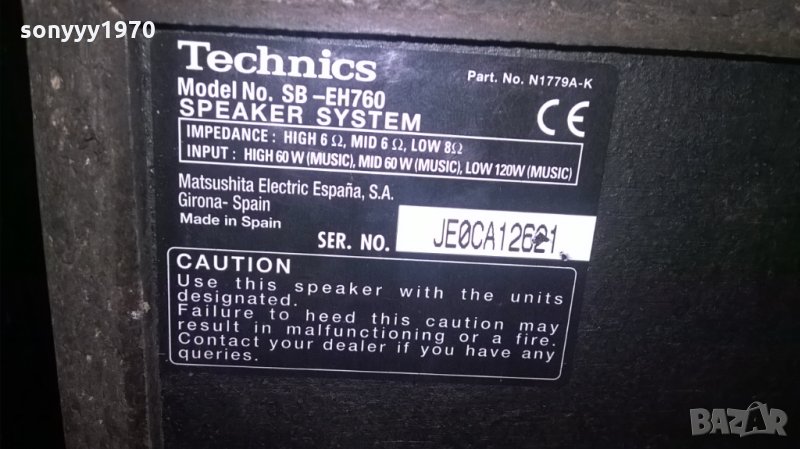 sonyyy1970
Technics
Part. No. N1779A-K
Model No. SB-EH760
SPEAKER SYSTEM
CE
IMPEDANCE : HIGH 6 Ω, MID 6 Ω, LOW 8Ω
INPUT : HIGH 60 W (MUSIC), MID 60 W (MUSIC), LOW 120W (MUSIC)
Matsushita Electric España, S.A.
Girona- Spain
Made in Spain
SER. NO. JE0CA12621
CAUTION
Use this speaker with the units
designated.
Failure to heed this caution may
result in malfunctioning or a fire.
Contact your dealer if you have any
queries.
BAZAR